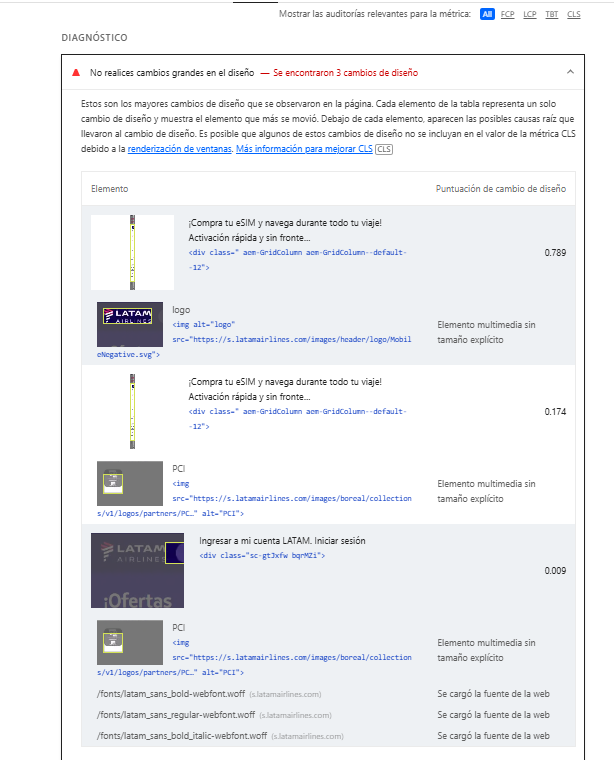 Mostrar las auditorías relevantes para la métrica: All FCP LCP TBT CLS
DIAGNÓSTICO
No realices cambios grandes en el diseño — Se encontraron 3 cambios de diseño
Estos son los mayores cambios de diseño que se observaron en la página. Cada elemento de la tabla representa un solo
cambio de diseño y muestra el elemento que más se movió. Debajo de cada elemento, aparecen las posibles causas raíz que
llevaron al cambio de diseño. Es posible que algunos de estos cambios de diseño no se incluyan en el valor de la métrica CLS
debido a la renderización de ventanas. Más información para mejorar CLS CLS
Elemento Puntuación de cambio de diseño
¡Compra tu eSIM y navega durante todo tu viaje!
Activación rápida y sin fronte...
<div class=" aem-GridColumn aem-GridColumn--default-
-12">
0.789
LATAM
AIRLINES
logo
<img alt="logo"
src="https://s.latamairlines.com/images/header/logo/Mobil
eNegative.svg">
Elemento multimedia sin
tamaño explícito
¡Compra tu eSIM y navega durante todo tu viaje!
Activación rápida y sin fronte...
<div class=" aem-GridColumn aem-GridColumn--default-
-12">
0.174
PCI
<img
src="https://s.latamairlines.com/images/boreal/collection
s/v1/logos/partners/PC…" alt="PCI">
Elemento multimedia sin
tamaño explícito
LATAM
AIRLINES
¡Ofertas
Ingresar a mi cuenta LATAM. Iniciar sesión
<div class="sc-gtJxfw bqrMZi">
0.009
PCI
<img
src="https://s.latamairlines.com/images/boreal/collection
s/v1/logos/partners/PC…" alt="PCI">
Elemento multimedia sin
tamaño explícito
/fonts/latam_sans_bold-webfont.woff (s.latamairlines.com) Se cargó la fuente de la web
/fonts/latam_sans_regular-webfont.woff (s.latamairlines.com) Se cargó la fuente de la web
/fonts/latam_sans_bold_italic-webfont.woff (s.latamairlines.com) Se cargó la fuente de la web